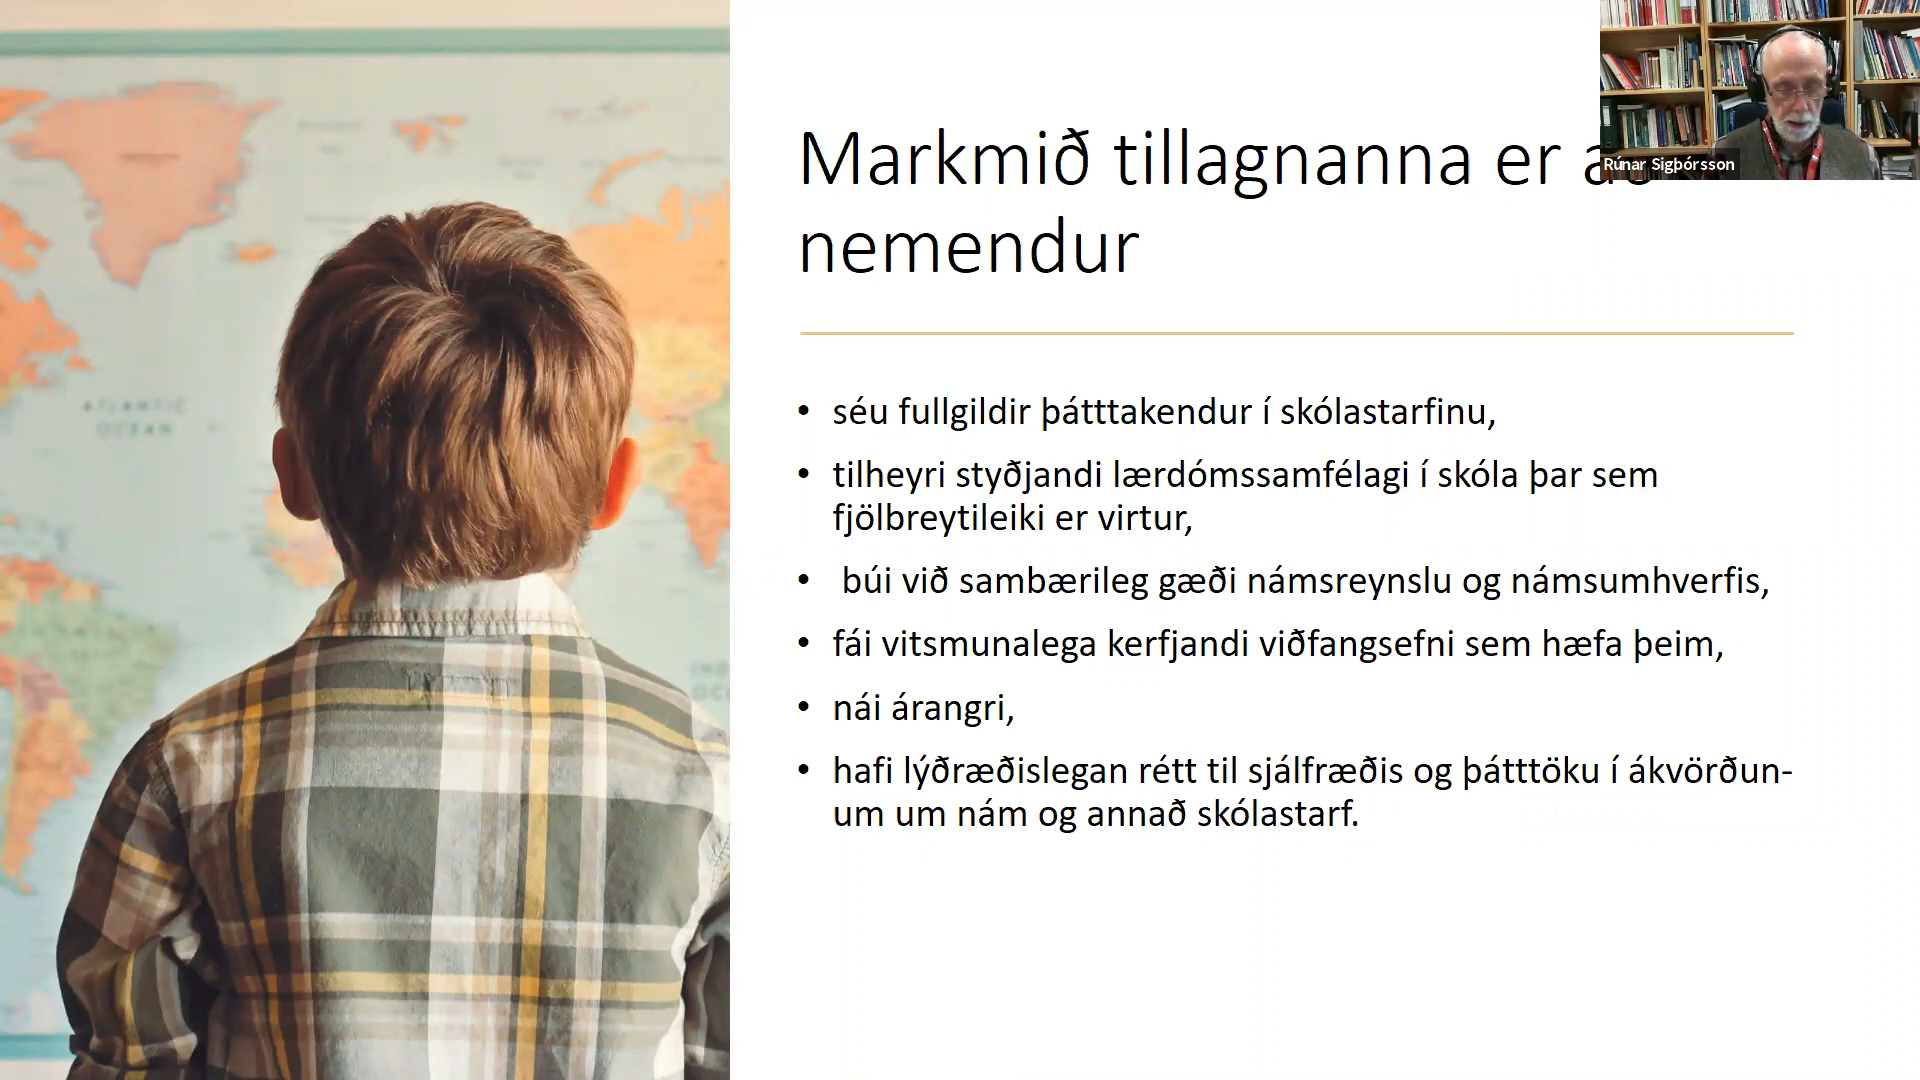 Markmið tillagnanna er
nemendur
Rúnar Sigþórsson
• séu fullgildir þátttakendur í skólastarfinu,
• tilheyri styðjandi lærdómssamfélagi í skóla þar sem
fjölbreytileiki er virtur,
• búi við sambærileg gæði námsreynslu og námsumhverfis,
• fái vitsmunalega kerfjandi viðfangsefni sem hæfa þeim,
• nái árangri,
• hafi lýðræðislegan rétt til sjálfræðis og þátttöku í ákvörðun-
um um nám og annað skólastarf.
ATLANTIC
OCEAN